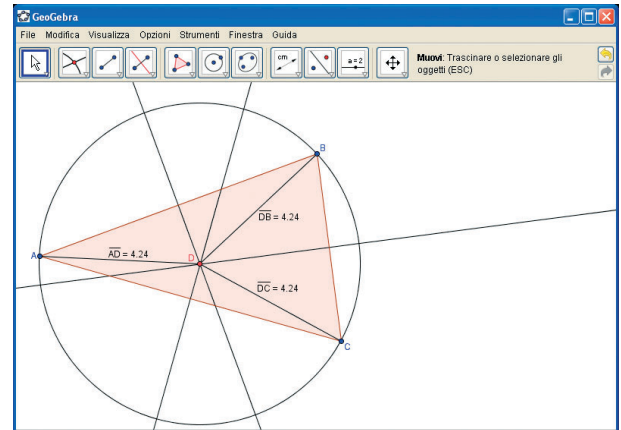 GeoGebra
File Modifica Visualizza Opzioni Strumenti Finestra Guida
cm
a = 2
Muovi: Trascinare o selezionare gli
oggetti (ESC)
B
DB = 4.24
A
AD = 4.24
D
DC = 4.24
C